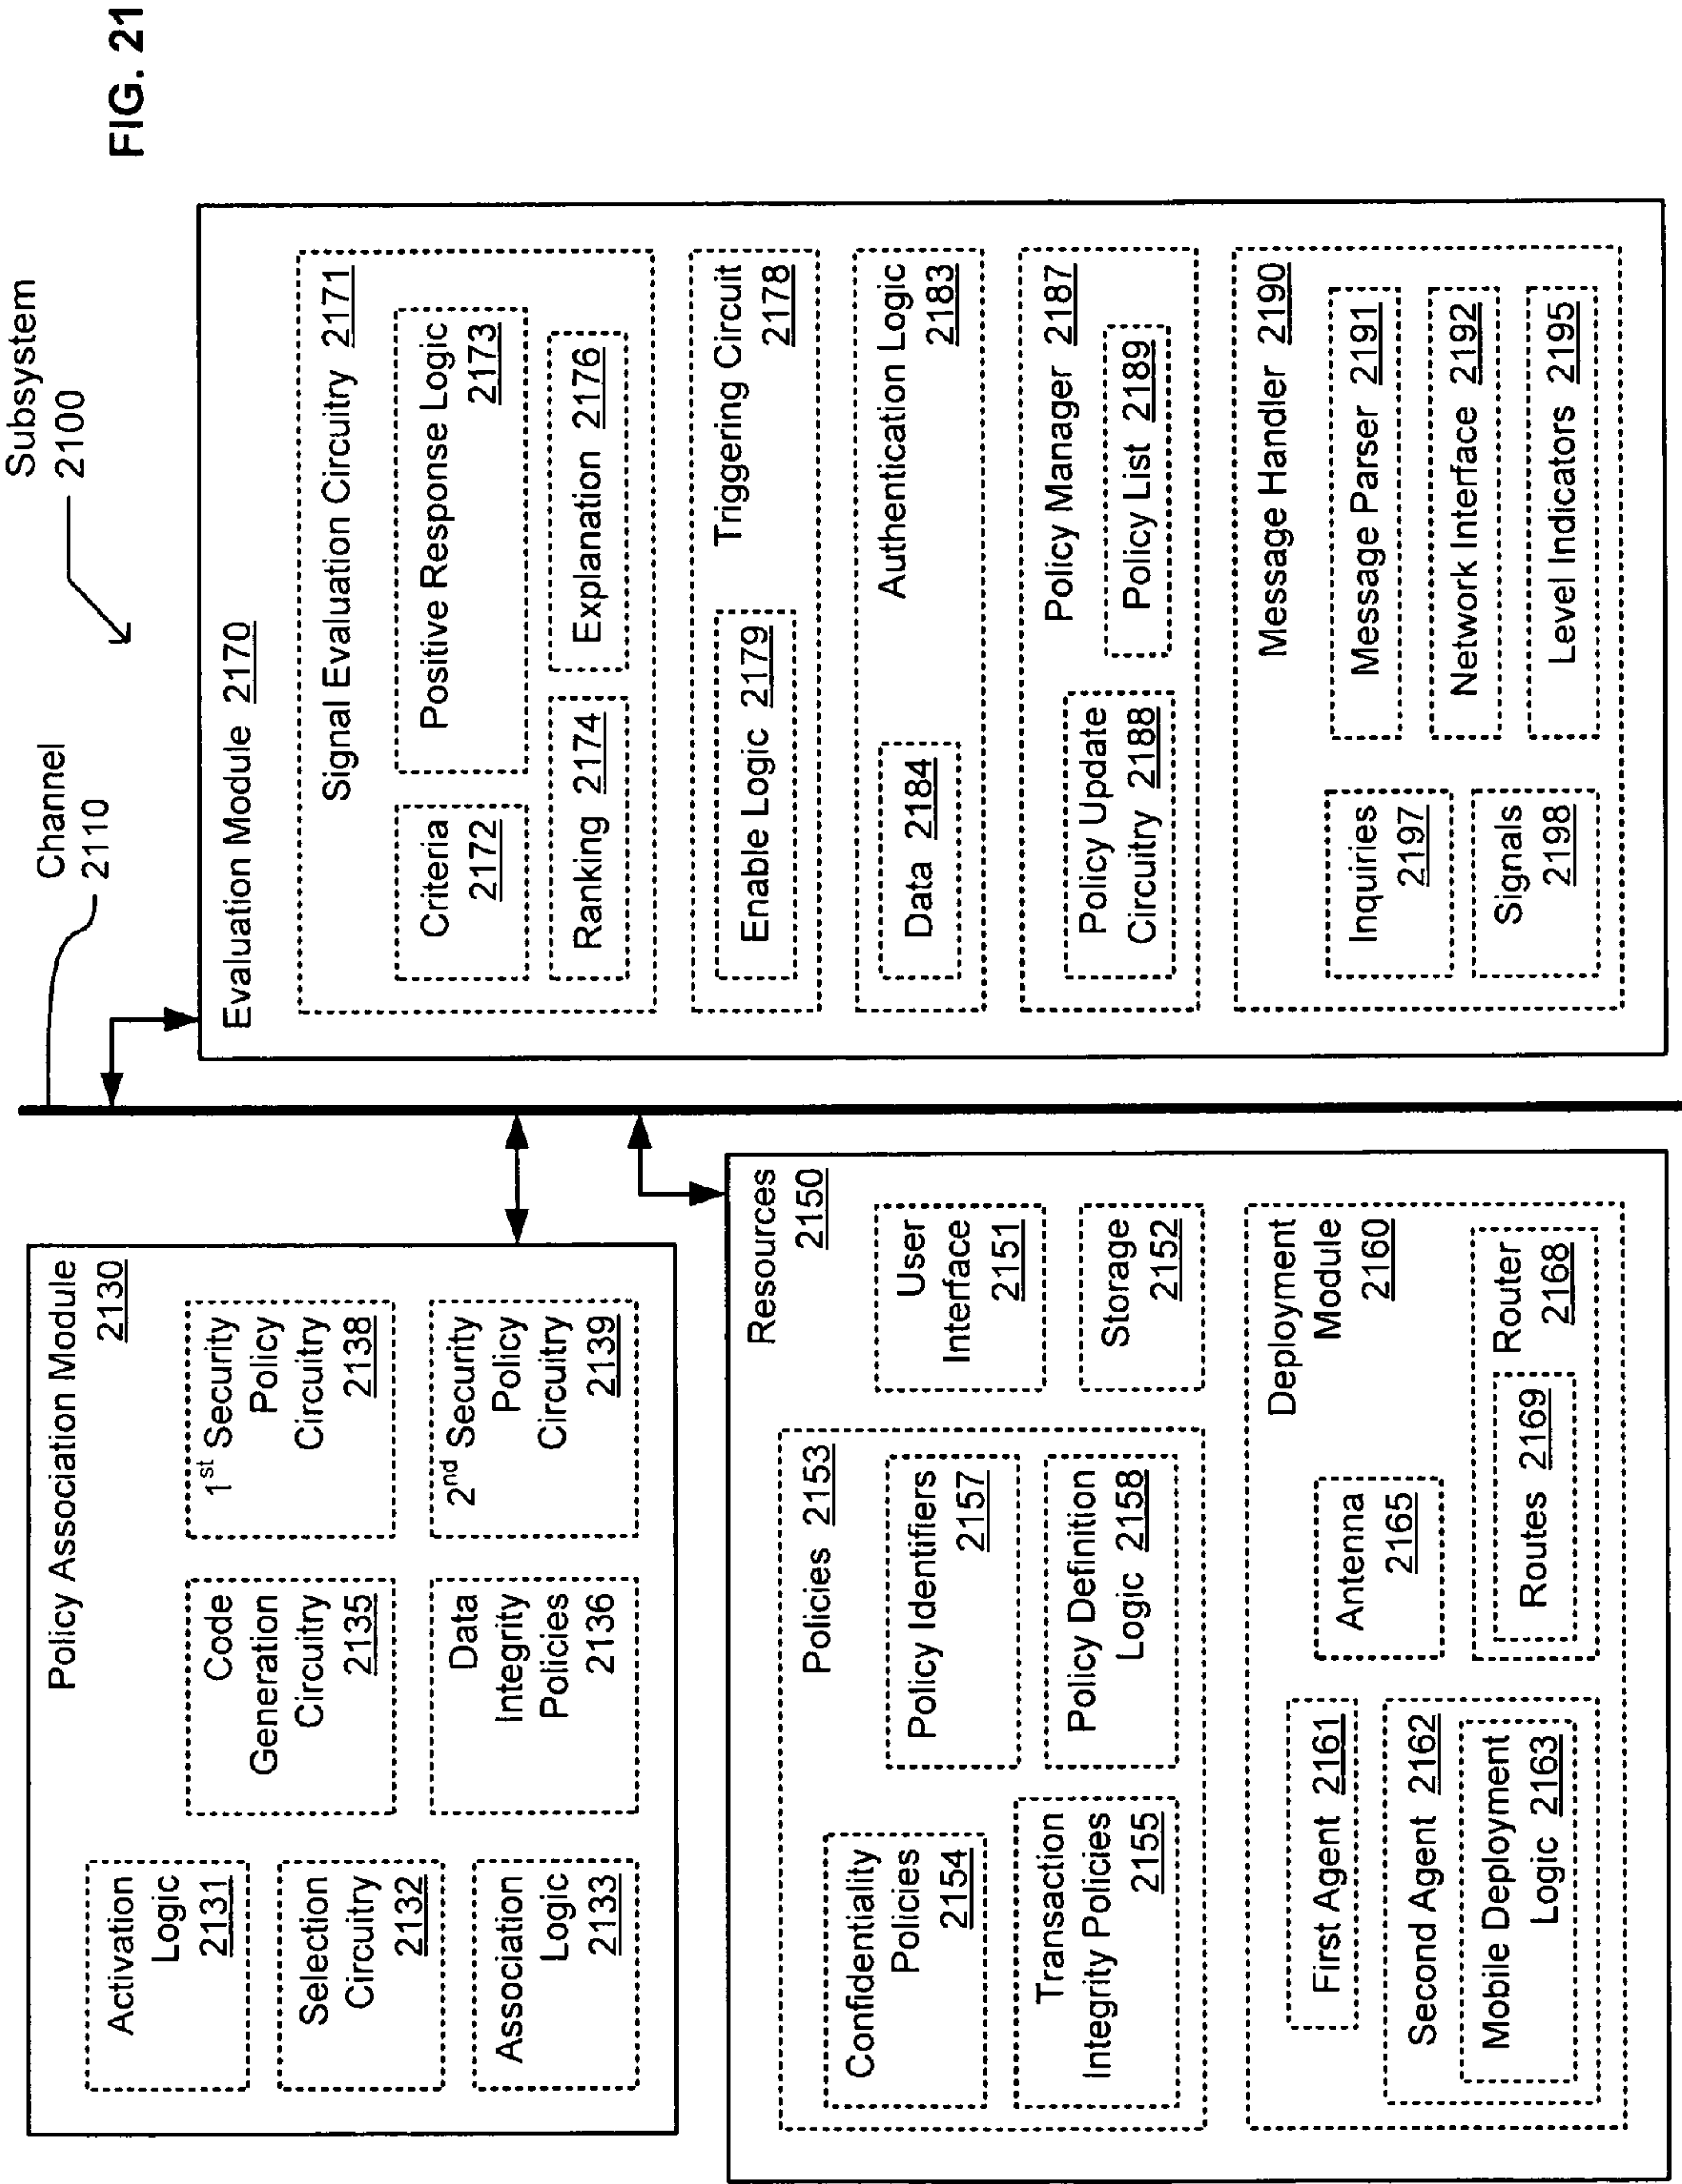 FIG. 21
Subsystem
2100
Channel
2110
Policy Association Module
2130
Activation
Logic
2131
Selection
Circuitry
2132
Association
Logic
2133
Code
Generation
Circuitry
2135
Data
Integrity
Policies
2136
1st Security
Policy
Circuitry
2138
2nd Security
Policy
Circuitry
2139
Resources
2150
User
Interface
2151
Storage
2152
Policies 2153
Confidentiality
Policies
2154
Transaction
Integrity Policies
2155
Policy Identifiers
2157
Policy Definition
Logic 2158
Deployment
Module
2160
First Agent 2161
Second Agent 2162
Mobile Deployment
Logic 2163
Antenna
2165
Router
2168
Routes 2169
Evaluation Module 2170
Signal Evaluation Circuitry 2171
Criteria
2172
Positive Response Logic
2173
Ranking 2174
Explanation 2176
Triggering Circuit
2178
Enable Logic 2179
Authentication Logic
2183
Data 2184
Policy Manager 2187
Policy Update
Circuitry 2188
Policy List 2189
Message Handler 2190
Message Parser 2191
Network Interface 2192
Level Indicators 2195
Inquiries
2197
Signals
2198